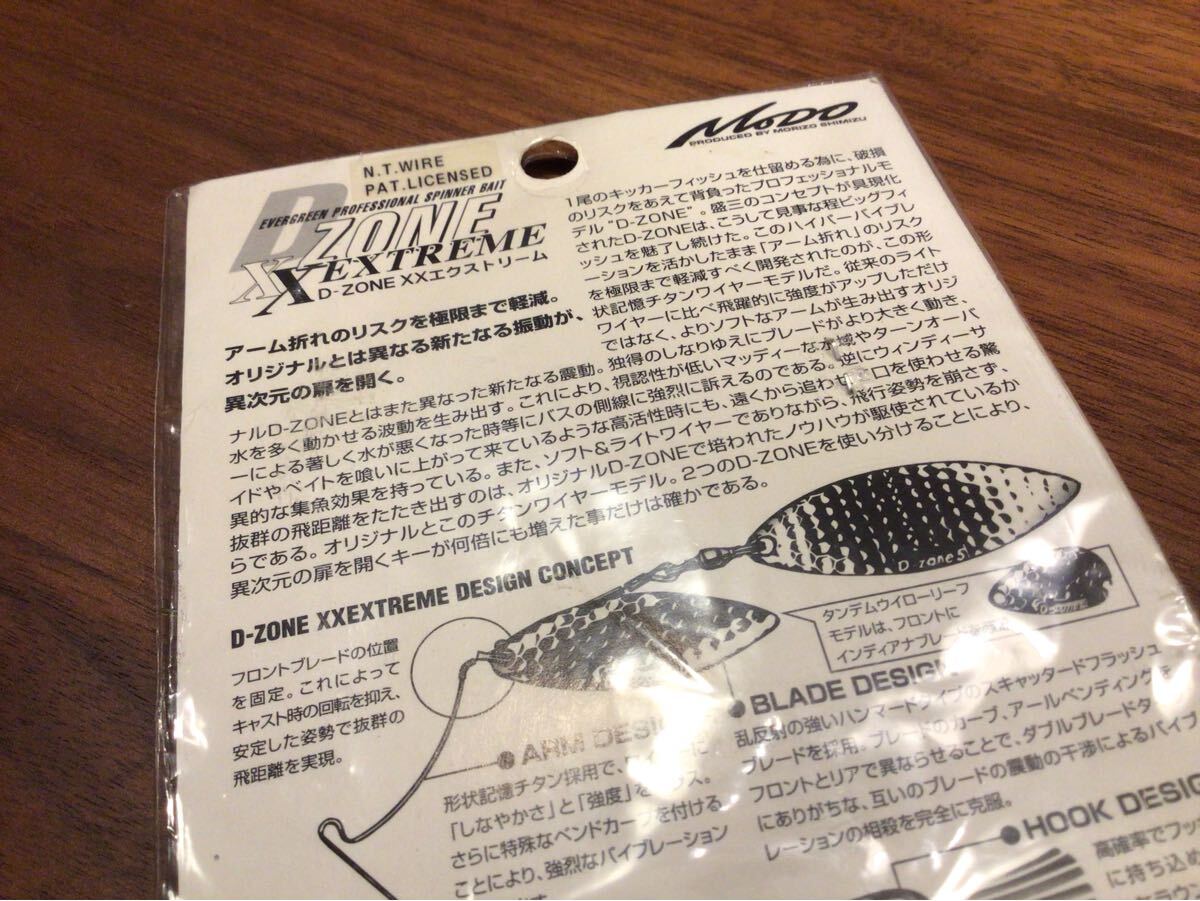 MoDO
PRODUCED BY MORIZO SHIMIZU
N.T.WIRE
PAT.LICENSED
EVERGREEN PROFESSIONAL SPINNER BAIT
D ZONE
XXEXTREME
D-ZONE XXエクストリーム
アーム折れのリスクを極限まで軽減。
オリジナルとは異なる新たなる振動が、
異次元の扉を開く。
1尾のキッカーフィッシュを仕留める為に、破損
のリスクをあえて背負ったプロフェッショナルモ
デル"D-ZONE"。盛三のコンセプトが具現化
されたD-ZONEは、こうして見事な程ビッグフィ
ッシュを魅了し続けた。このハイパーバイブレ
ーションを活かしたまま「アーム折れ」のリスク
を極限まで軽減すべく開発されたのが、この形
状記憶チタンワイヤーモデルだ。従来のライト
ワイヤーに比べ飛躍的に強度がアップしただけ
ではなく、よりソフトなアームが生み出すオリジ
ナルD-ZONEとはまた異なった新たなる震動。独得のしなりゆえにブレードがより大きく動き、
水を多く動かせる波動を生み出す。これにより、視認性が低いマッディーな水域やターンオーバ
ーによる著しく水が悪くなった時等にバスの側線に強烈に訴えるのである。逆にウィンディーサ
イドやベイトを喰いに上がって来ているような高活性時にも、遠くから追わせ 口を使わせる驚
異的な集魚効果を持っている。また、ソフト&ライトワイヤーでありながら、飛行姿勢を崩さず、
抜群の飛距離をたたき出すのは、オリジナルD-ZONEで培われたノウハウが駆使されているか
らである。オリジナルとこのチタンワイヤーモデル。2つのD-ZONEを使い分けることにより、
異次元の扉を開くキーが何倍にも増えた事だけは確かである。
D-ZONE XXEXTREME DESIGN CONCEPT
フロントブレードの位置
を固定。これによって
キャスト時の回転を抑え、
安定した姿勢で抜群の
飛距離を実現。
D-zone
D-zone
タンデムウイローリーフ
モデルは、フロントに
インディアナブレードを
●BLADE DESIGN
乱反射の強いハンマードタイプのスキャッタードフラッシュ
ブレードを採用。ブレードのカーブ、アールベンディングを
フロントとリアで異ならせることで、ダブルブレードタ
にありがちな、互いのブレードの震動の干渉によるバイブ
レーションの相殺を完全に克服。
●ARM DESI
形状記憶チタン採用で、
「しなやかさ」と「強度」を
さらに特殊なベンドカーブを付ける
ことにより、強烈なバイブレーション
●HOOK DESIG
高確率でフッ
に持ち込め